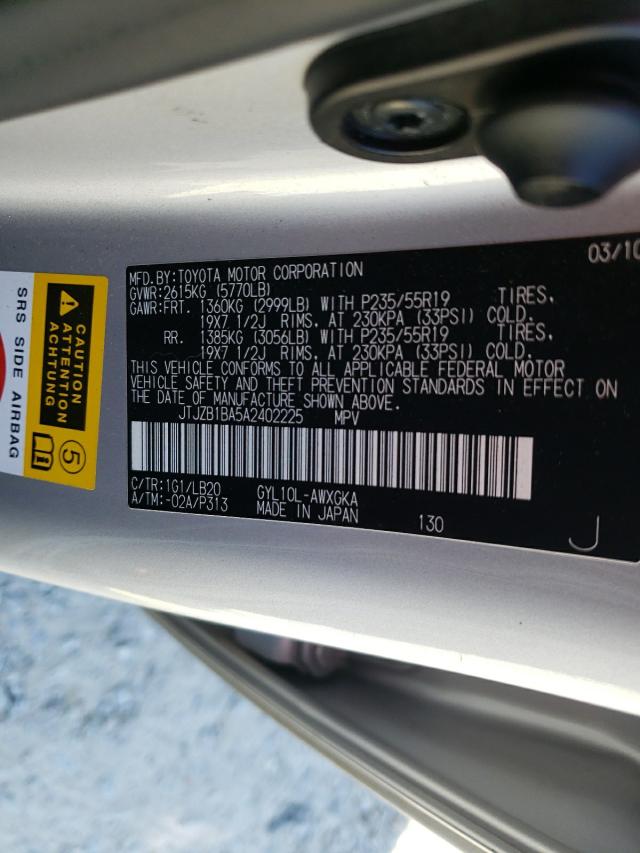 03/10
MFD.BY:TOYOTA MOTOR CORPORATION
GVWR:2615KG (5770LB)
GAWR:FRT. 1360KG (2999LB) WITH P235/55R19 TIRES,
19X7 1/2J RIMS, AT 230KPA (33PSI) COLD.
RR. 1385KG (3056LB) WITH P235/55R19 TIRES,
19X7 1/2J RIMS, AT 230KPA (33PSI) COLD.
THIS VEHICLE CONFORMS TO ALL APPLICABLE FEDERAL MOTOR
VEHICLE SAFETY AND THEFT PREVENTION STANDARDS IN EFFECT ON
THE DATE OF MANUFACTURE SHOWN ABOVE.
JTJZB1BA5A2402225 MPV
C/TR:1G1/LB20 GYL10L-AWXGKA
A/TM:-02A/P313 MADE IN JAPAN 130
J
SRS SIDE AIRBAG
CAUTION
ATTENTION
ACHTUNG
5